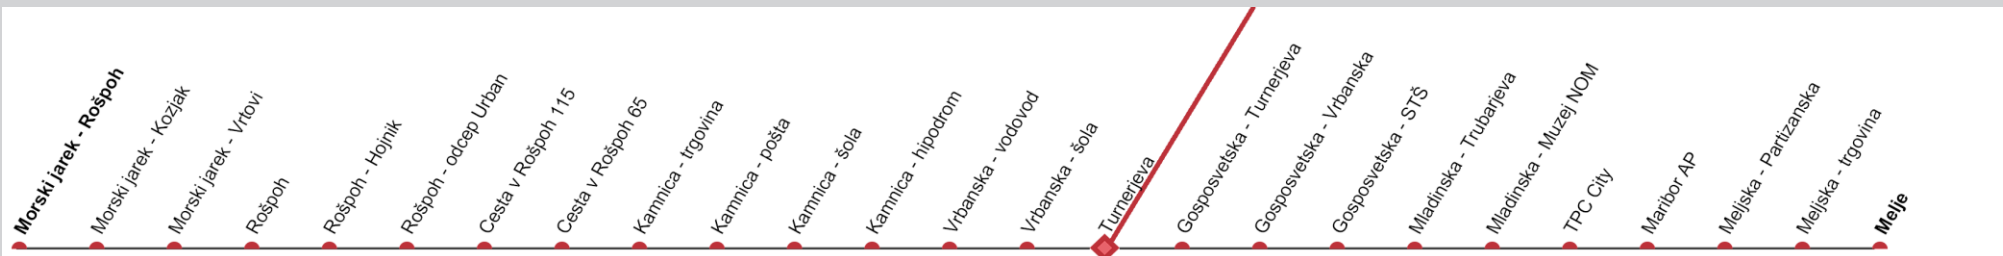 Morski jarek - Rošpoh
Morski jarek - Kozjak
Morski jarek - Vrtovi
Rošpoh
Rošpoh - Hojnik
Rošpoh - odcep Urban
Cesta v Rošpoh 115
Cesta v Rošpoh 65
Kamnica - trgovina
Kamnica - pošta
Kamnica - šola
Kamnica - hipodrom
Vrbanska - vodovod
Vrbanska - šola
Turnerjeva
Gosposvetska - Turnerjeva
Gosposvetska - Vrbanska
Gosposvetska - STŠ
Mladinska - Trubarjeva
Mladinska - Muzej NOM
TPC City
Maribor AP
Meljska - Partizanska
Meljska - trgovina
Melje